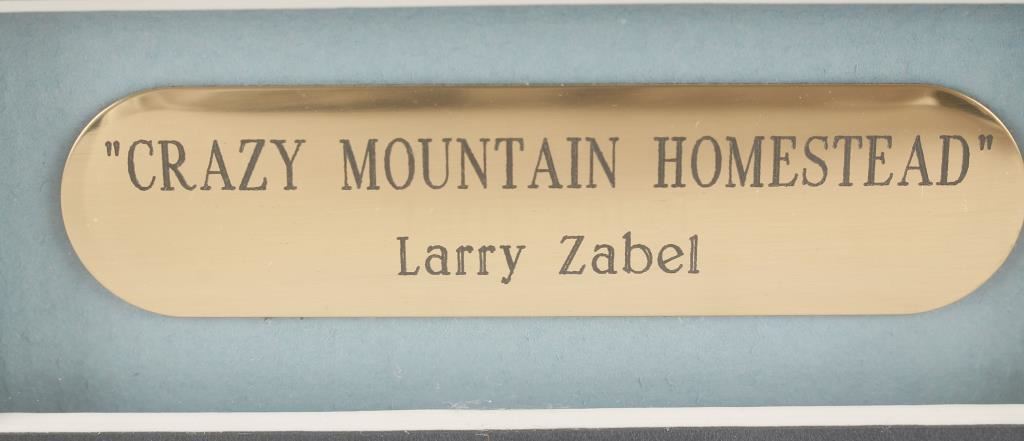 "CRAZY MOUNTAIN HOMESTEAD"
Larry Zabel